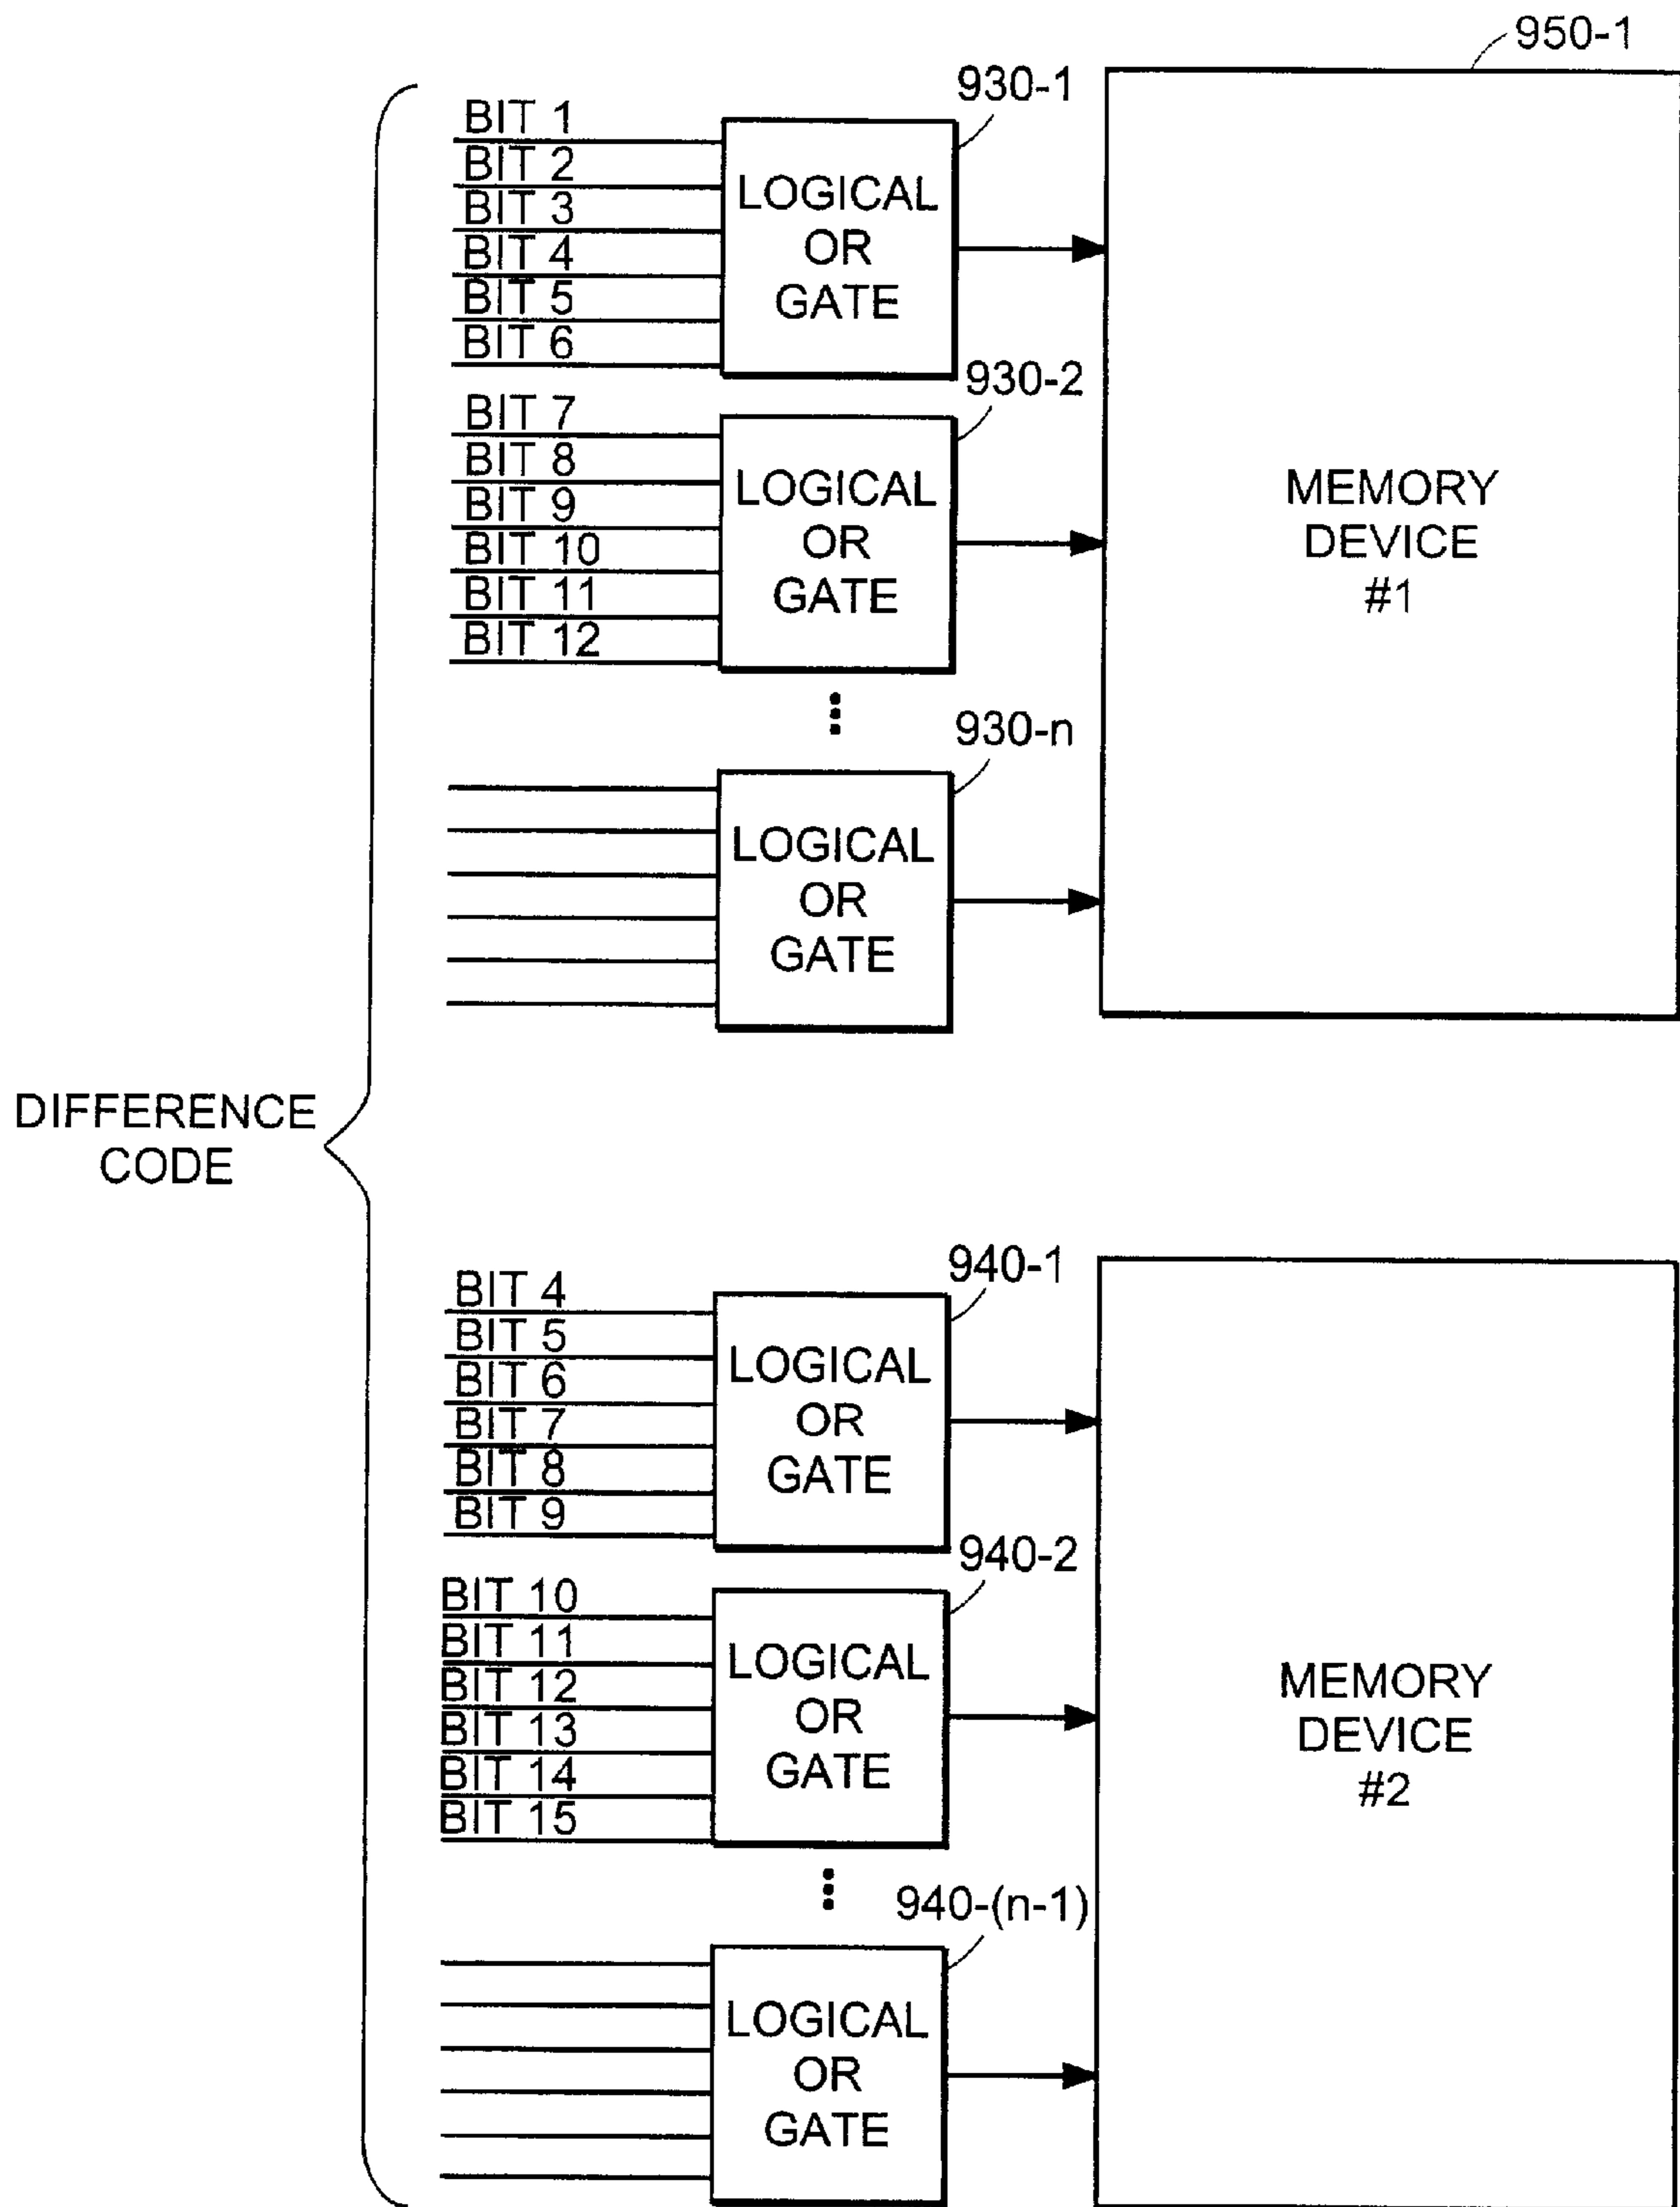 950-1
930-1
BIT 1
BIT 2
BIT 3
BIT 4
BIT 5
BIT 6
LOGICAL
OR
GATE
930-2
BIT 7
BIT 8
BIT 9
BIT 10
BIT 11
BIT 12
LOGICAL
OR
GATE
MEMORY
DEVICE
#1
930-n
LOGICAL
OR
GATE
DIFFERENCE
CODE
940-1
BIT 4
BIT 5
BIT 6
BIT 7
BIT 8
BIT 9
LOGICAL
OR
GATE
940-2
BIT 10
BIT 11
BIT 12
BIT 13
BIT 14
BIT 15
LOGICAL
OR
GATE
MEMORY
DEVICE
#2
940-(n-1)
LOGICAL
OR
GATE